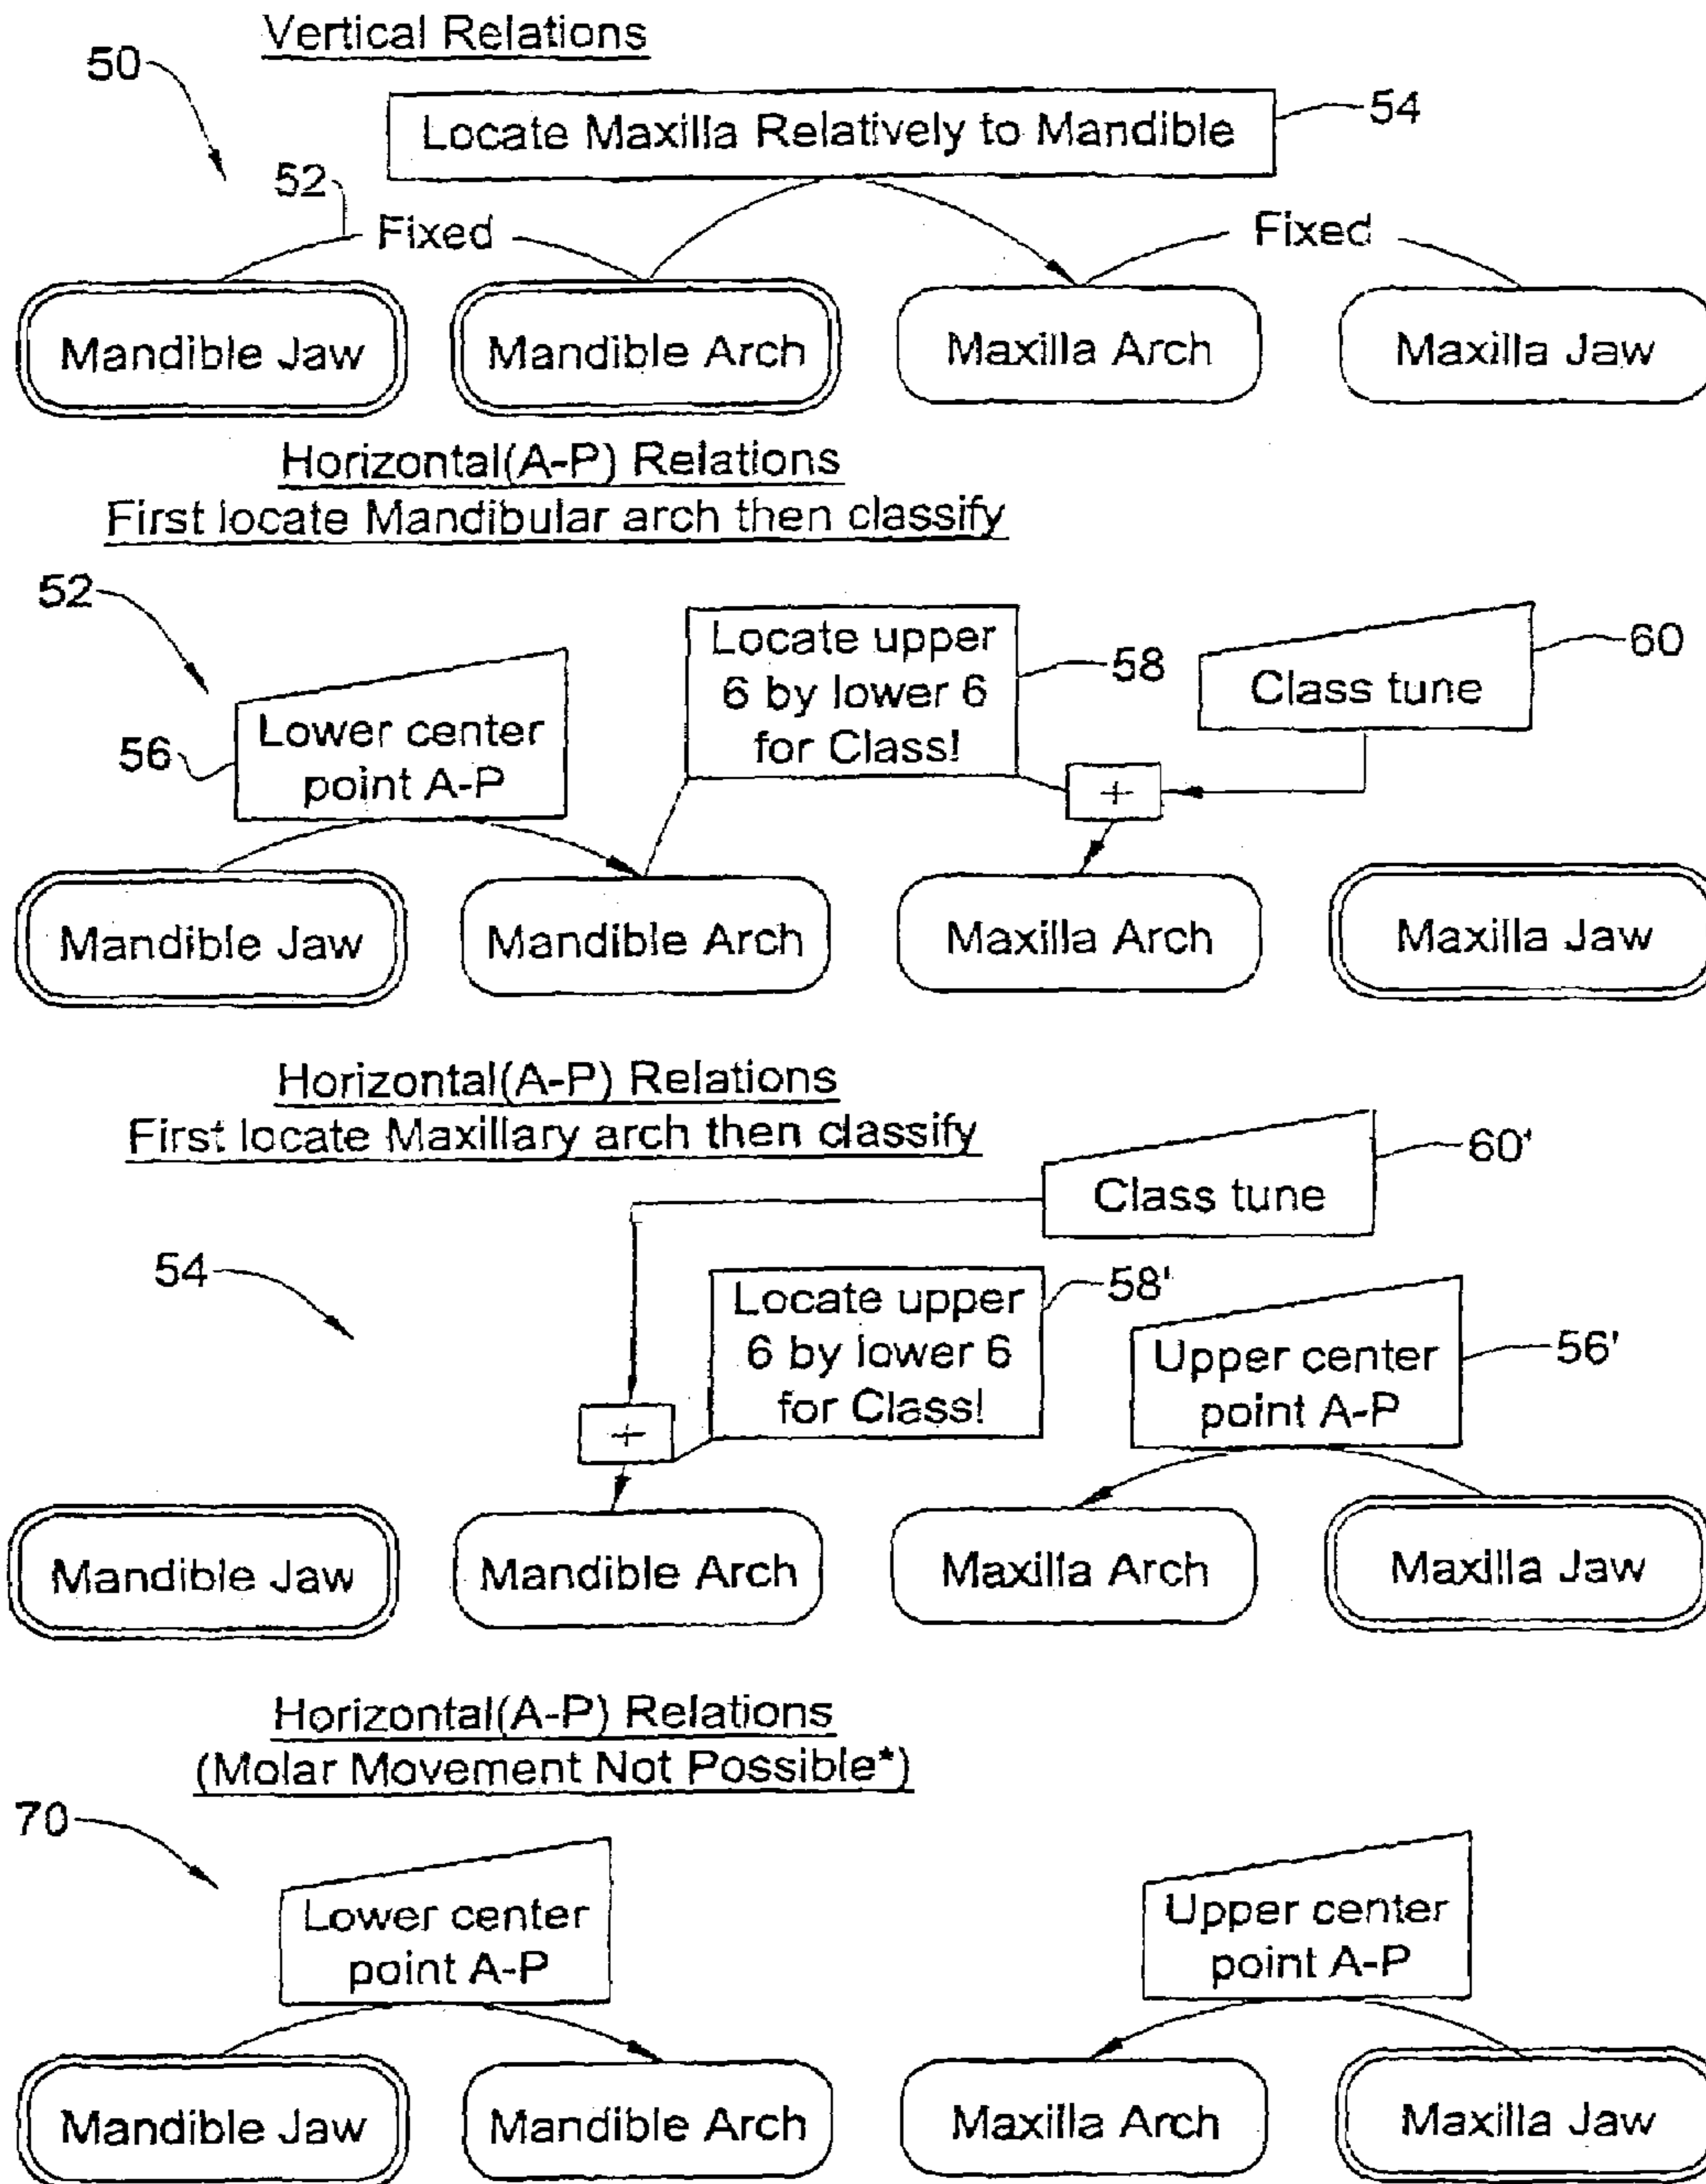 Vertical Relations
50
Locate Maxilla Relatively to Mandible
54
52
Fixed
Fixed
Mandible Jaw
Mandible Arch
Maxilla Arch
Maxilla Jaw
Horizontal(A-P) Relations
First locate Mandibular arch then classify
52
56
Lower center
point A-P
Locate upper
6 by lower 6
for Class!
58
Class tune
60
+
Mandible Jaw
Mandible Arch
Maxilla Arch
Maxilla Jaw
Horizontal(A-P) Relations
First locate Maxillary arch then classify
Class tune
60'
54
Locate upper
6 by lower 6
for Class!
58'
Upper center
point A-P
56'
+
Mandible Jaw
Mandible Arch
Maxilla Arch
Maxilla Jaw
Horizontal(A-P) Relations
(Molar Movement Not Possible*)
70
Lower center
point A-P
Upper center
point A-P
Mandible Jaw
Mandible Arch
Maxilla Arch
Maxilla Jaw